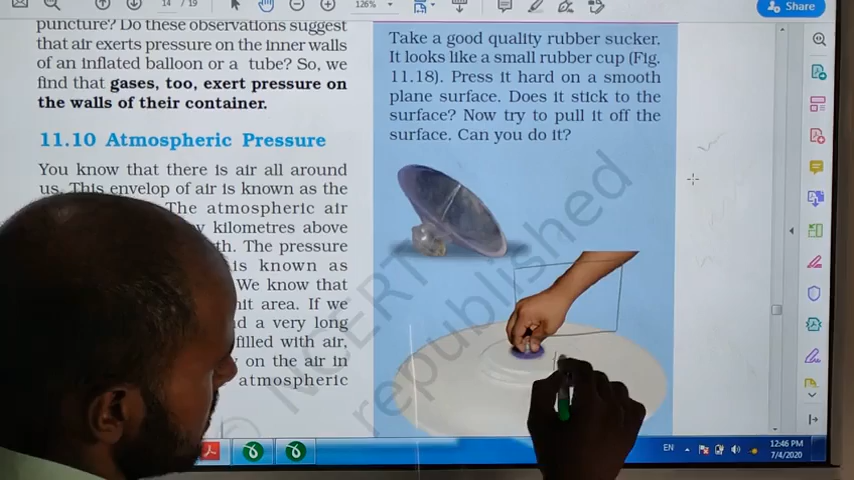 14 / 19
126%
Share
puncture? Do these observations suggest
that air exerts pressure on the inner walls
of an inflated balloon or a tube? So, we
find that gases, too, exert pressure on
the walls of their container.
11.10 Atmospheric Pressure
You know that there is air all around
us. This envelop of air is known as the
The atmospheric air
kilometres above
The pressure
is known as
We know that
area. If we
a very long
filled with air,
on the air in
atmospheric
Take a good quality rubber sucker.
It looks like a small rubber cup (Fig.
11.18). Press it hard on a smooth
plane surface. Does it stick to the
surface? Now try to pull it off the
surface. Can you do it?
© NCERT
republished
EN
12:46 PM
7/4/2020